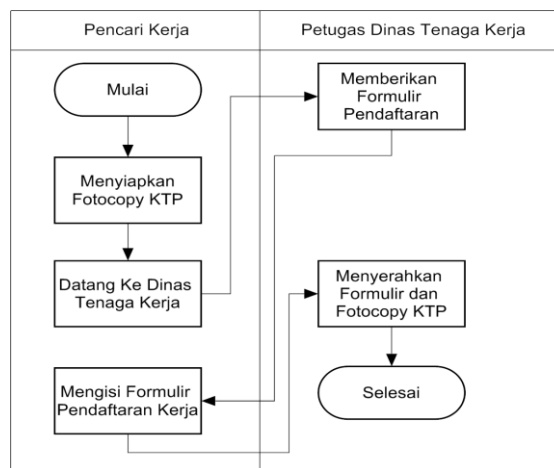 Pencari Kerja
Petugas Dinas Tenaga Kerja
Mulai
Memberikan
Formulir
Pendaftaran
Menyiapkan
Fotocopy KTP
Datang Ke Dinas
Tenaga Kerja
Menyerahkan
Formulir dan
Fotocopy KTP
Mengisi Formulir
Pendaftaran Kerja
Selesai